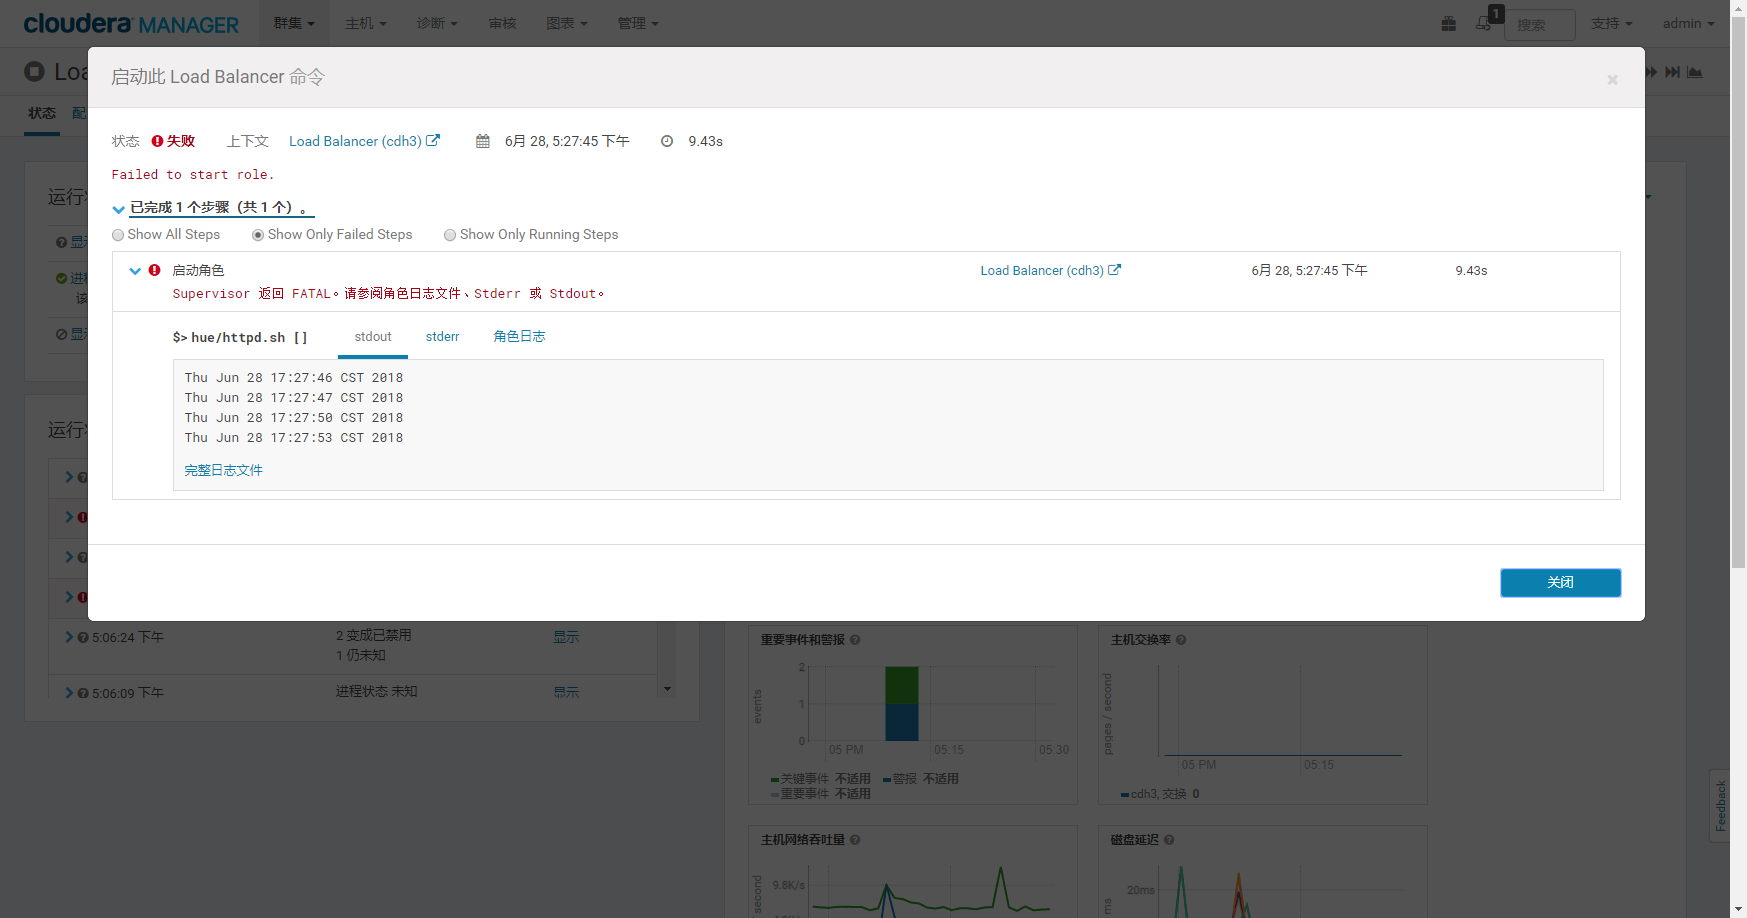 cloudera MANAGER 群集 主机 诊断 审核 图表 管理 1 搜索 支持 admin
启动此 Load Balancer 命令
状态
状态 失败 上下文 Load Balancer (cdh3) 6月 28, 5:27:45 下午 9.43s
Failed to start role.
已完成 1 个步骤（共 1 个）。
Show All Steps Show Only Failed Steps Show Only Running Steps
启动角色 Load Balancer (cdh3) 6月 28, 5:27:45 下午 9.43s
Supervisor 返回 FATAL。请参阅角色日志文件、Stderr 或 Stdout。
$> hue/httpd.sh [] stdout stderr 角色日志
Thu Jun 28 17:27:46 CST 2018
Thu Jun 28 17:27:47 CST 2018
Thu Jun 28 17:27:50 CST 2018
Thu Jun 28 17:27:53 CST 2018
完整日志文件
关闭
5:06:24 下午 2 变成已禁用 显示
1 仍未知
5:06:09 下午 进程状态 未知 显示
重要事件和警报
events
2
1
0
05 PM 05:15 05:30
关键事件 不适用 警报 不适用
重要事件 不适用
主机交换率
pages / second
05 PM 05:15
cdh3, 交换 0
主机网络吞吐量
9.8K/s
磁盘延迟
20ms
ms
Feedback